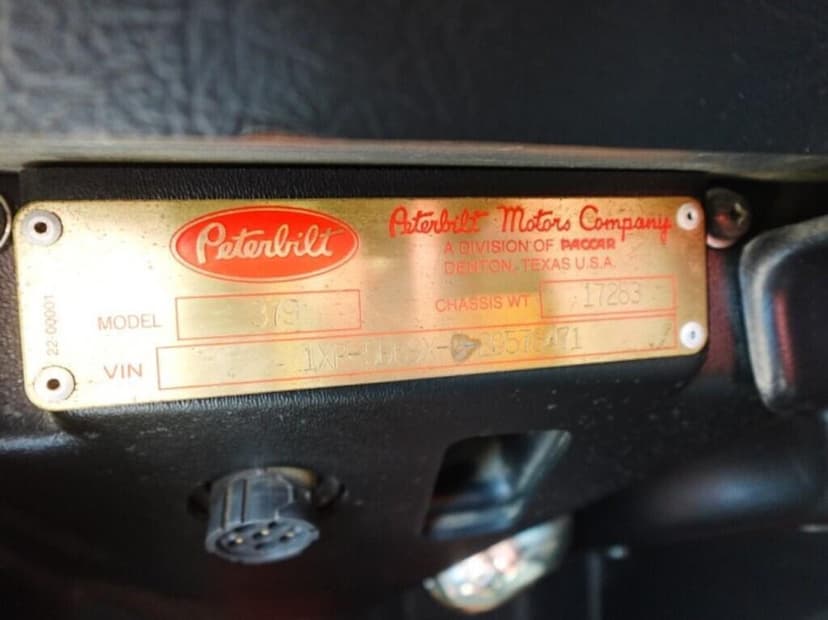 Peterbilt
Peterbilt Motors Company
A DIVISION OF PACCAR
DENTON, TEXAS U.S.A.
MODEL 379
CHASSIS WT 17283
VIN
22-00001